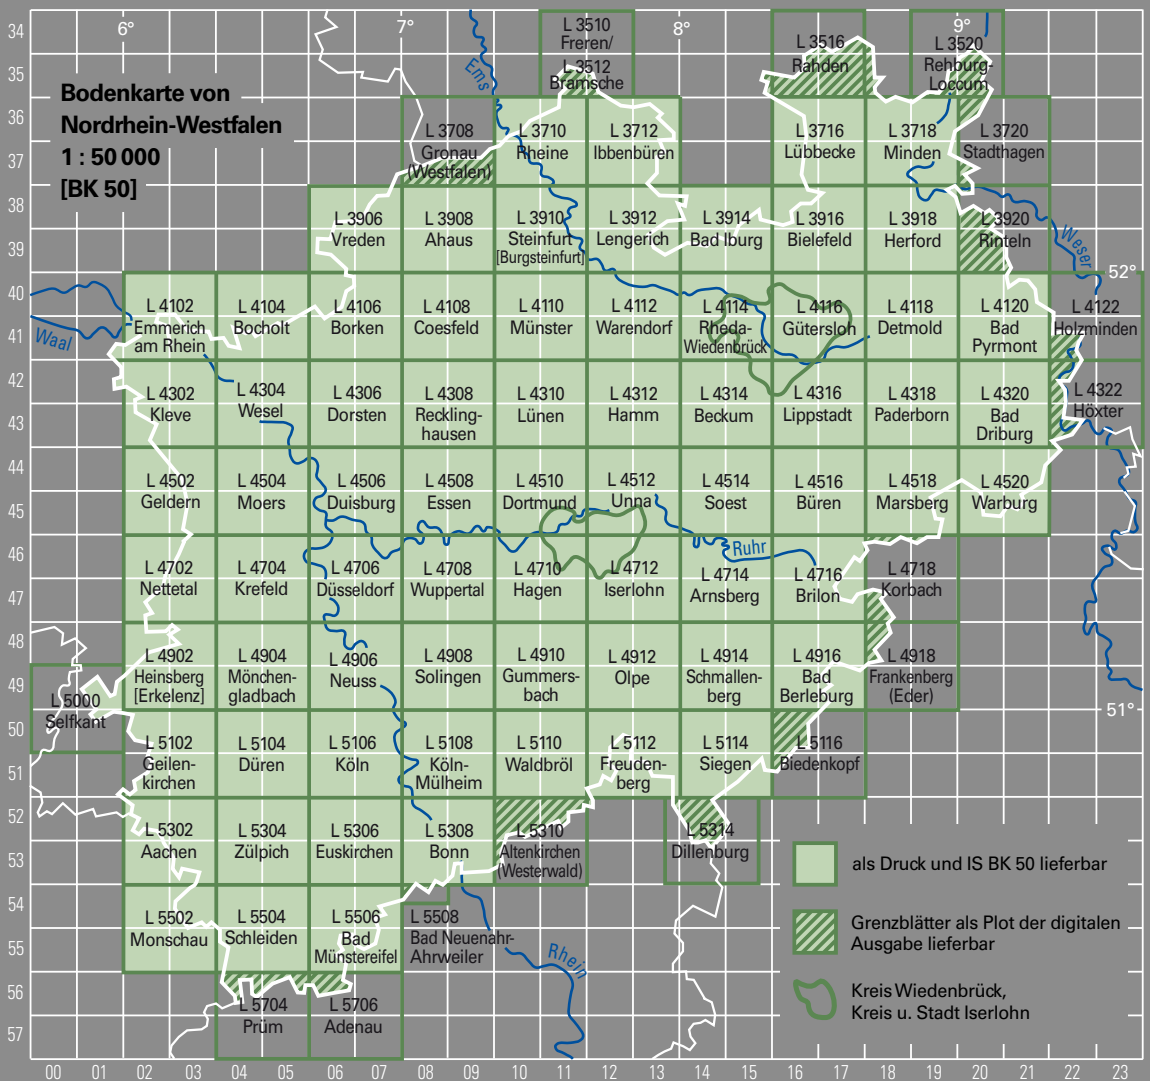 34
35
36
37
38
39
40
41
42
43
44
45
46
47
48
49
50
51
52
53
54
55
56
57
6°
7°
8°
9°
52°
51°
Bodenkarte von
Nordrhein-Westfalen
1 : 50 000
[BK 50]
Ems
Weser
Waal
Ruhr
Rhein
L 3510
Freren/
L 3512
Bramsche
L 3516
Rahden
L 3520
Rehburg-
Loccum
L 3708
Gronau
(Westfalen)
L 3710
Rheine
L 3712
Ibbenbüren
L 3716
Lübbecke
L 3718
Minden
L 3720
Stadthagen
L 3906
Vreden
L 3908
Ahaus
L 3910
Steinfurt
[Burgsteinfurt]
L 3912
Lengerich
L 3914
Bad Iburg
L 3916
Bielefeld
L 3918
Herford
L 3920
Rinteln
L 4102
Emmerich
am Rhein
L 4104
Bocholt
L 4106
Borken
L 4108
Coesfeld
L 4110
Münster
L 4112
Warendorf
L 4114
Rheda-
Wiedenbrück
L 4116
Gütersloh
L 4118
Detmold
L 4120
Bad
Pyrmont
L 4122
Holzminden
L 4302
Kleve
L 4304
Wesel
L 4306
Dorsten
L 4308
Reckling-
hausen
L 4310
Lünen
L 4312
Hamm
L 4314
Beckum
L 4316
Lippstadt
L 4318
Paderborn
L 4320
Bad
Driburg
L 4322
Höxter
L 4502
Geldern
L 4504
Moers
L 4506
Duisburg
L 4508
Essen
L 4510
Dortmund
L 4512
Unna
L 4514
Soest
L 4516
Büren
L 4518
Marsberg
L 4520
Warburg
L 4702
Nettetal
L 4704
Krefeld
L 4706
Düsseldorf
L 4708
Wuppertal
L 4710
Hagen
L 4712
Iserlohn
L 4714
Arnsberg
L 4716
Brilon
L 4718
Korbach
L 4902
Heinsberg
[Erkelenz]
L 4904
Mönchen-
gladbach
L 4906
Neuss
L 4908
Solingen
L 4910
Gummers-
bach
L 4912
Olpe
L 4914
Schmallen-
berg
L 4916
Bad
Berleburg
L 4918
Frankenberg
(Eder)
L 5000
Selfkant
L 5102
Geilen-
kirchen
L 5104
Düren
L 5106
Köln
L 5108
Köln-
Mülheim
L 5110
Waldbröl
L 5112
Freuden-
berg
L 5114
Siegen
L 5116
Biedenkopf
L 5302
Aachen
L 5304
Zülpich
L 5306
Euskirchen
L 5308
Bonn
L 5310
Altenkirchen
(Westerwald)
L 5314
Dillenburg
L 5502
Monschau
L 5504
Schleiden
L 5506
Bad
Münstereifel
L 5508
Bad Neuenahr-
Ahrweiler
L 5704
Prüm
L 5706
Adenau
als Druck und IS BK 50 lieferbar
Grenzblätter als Plot der digitalen
Ausgabe lieferbar
Kreis Wiedenbrück,
Kreis u. Stadt Iserlohn
00 01 02 03 04 05 06 07 08 09 10 11 12 13 14 15 16 17 18 19 20 21 22 23